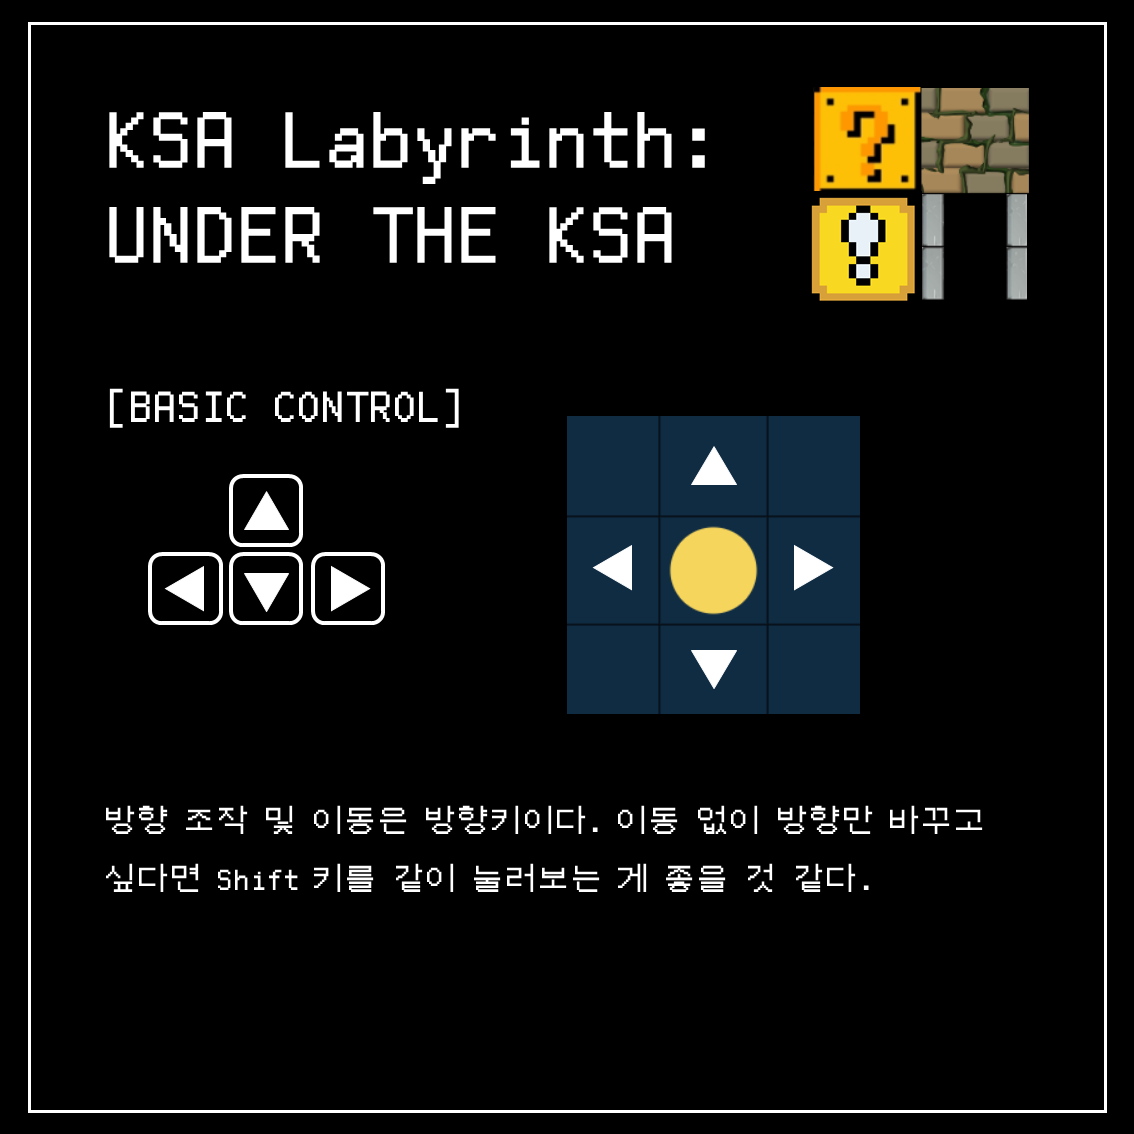 KSA Labyrinth:
UNDER THE KSA
?
!
[BASIC CONTROL]
방향 조작 및 이동은 방향키이다. 이동 없이 방향만 바꾸고
싶다면 Shift 키를 같이 눌러보는 게 좋을 것 같다.